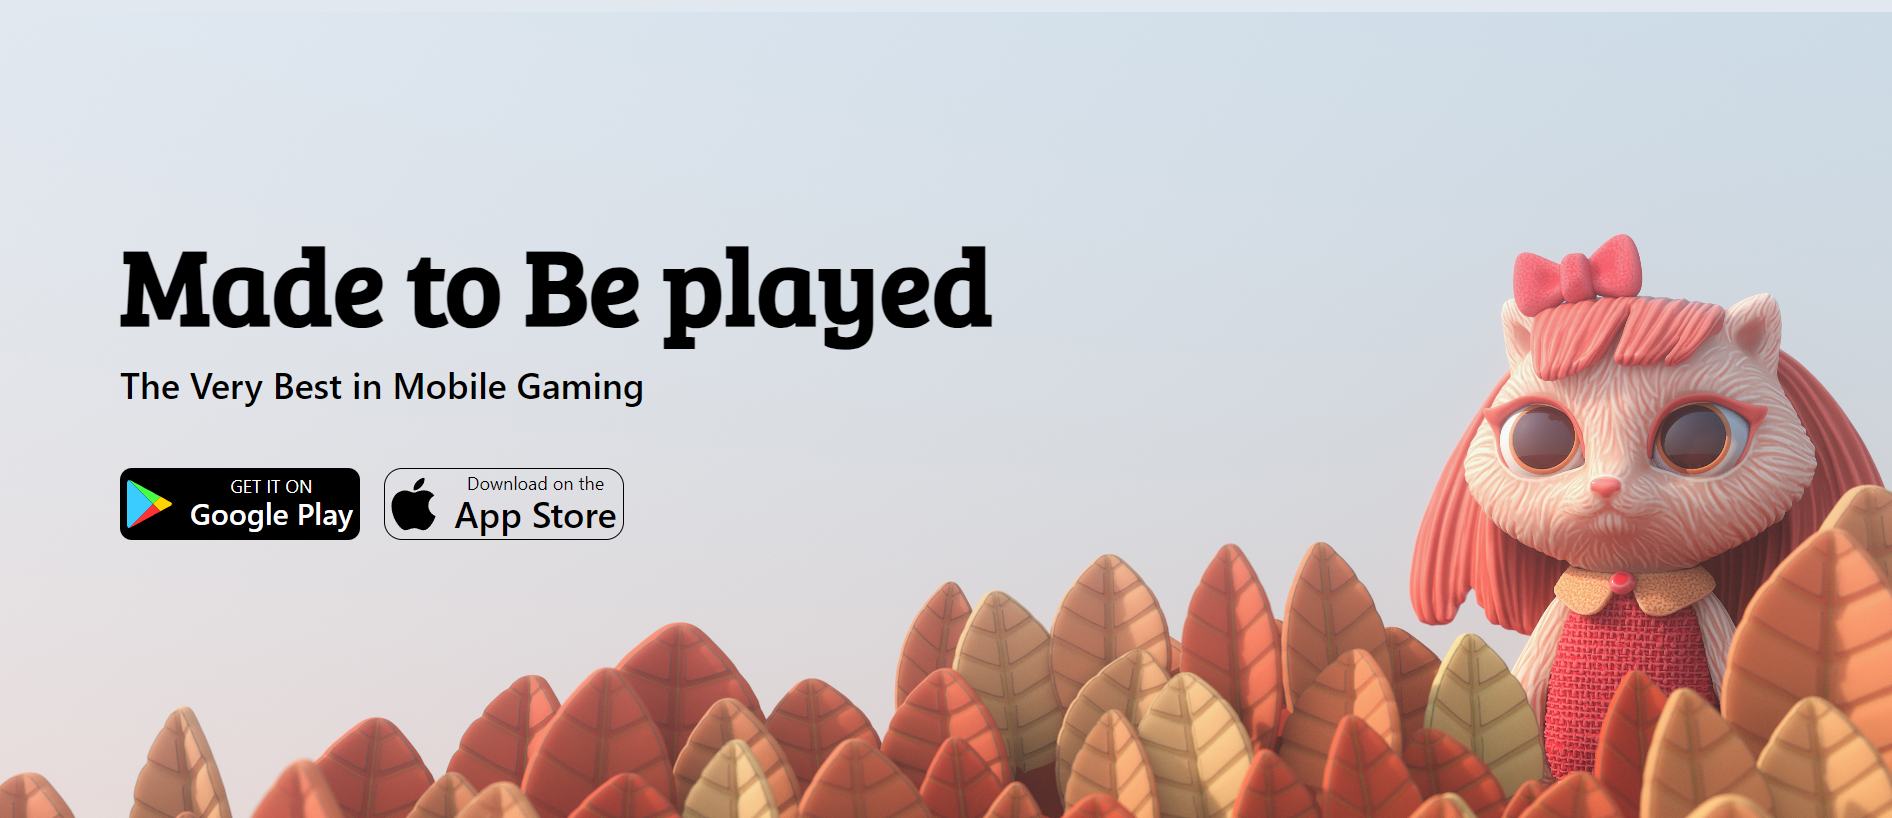 Made to Be played
The Very Best in Mobile Gaming
GET IT ON
Google Play
Download on the
App Store